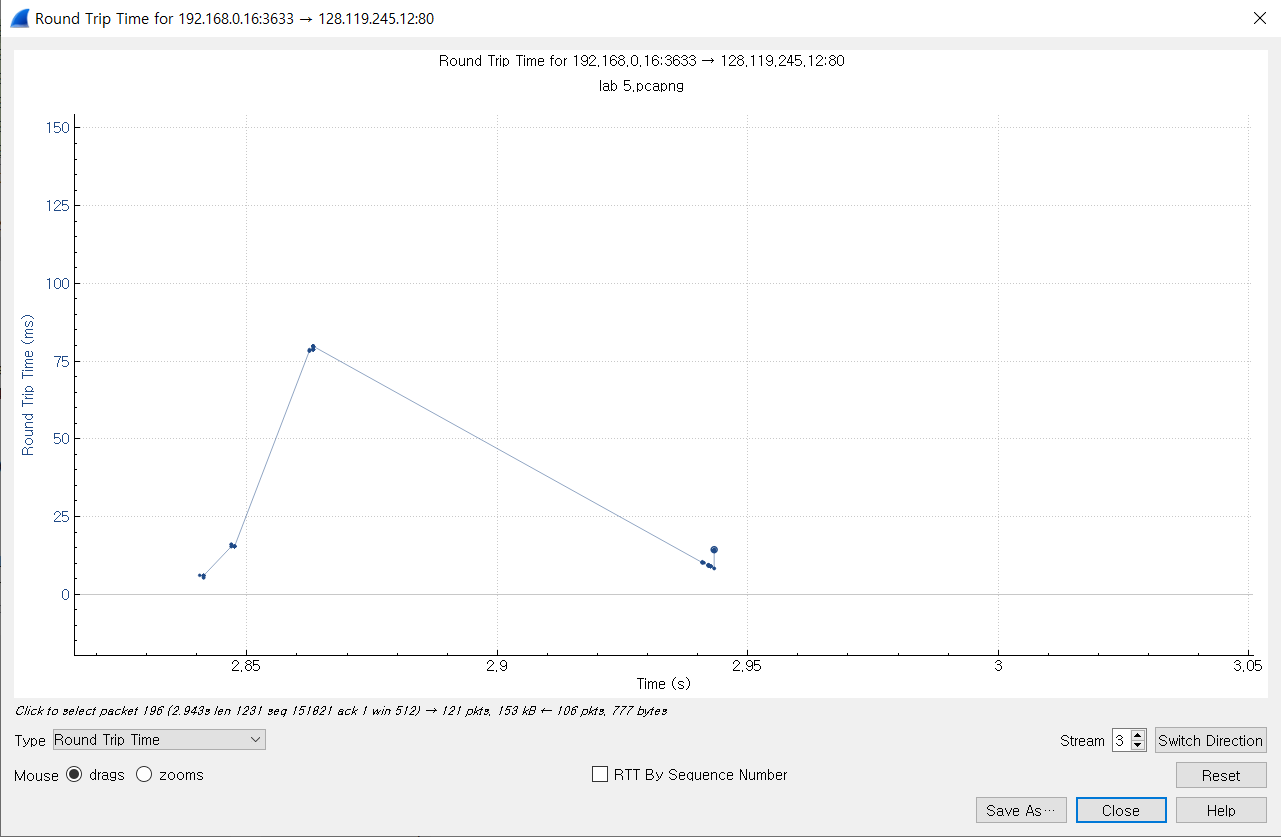 Round Trip Time for 192.168.0.16:3633 → 128.119.245.12:80
Round Trip Time for 192.168.0.16:3633 → 128.119.245.12:80
lab 5.pcapng
150
125
100
75
50
25
0
Round Trip Time (ms)
2.85 2.9 2.95 3 3.05
Time (s)
Click to select packet 196 (2.943s len 1231 seq 151821 ack 1 win 512) → 121 pkts, 153 kB ← 106 pkts, 777 bytes
Type Round Trip Time Stream 3 Switch Direction
Mouse drags zooms RTT By Sequence Number Reset
Save As… Close Help